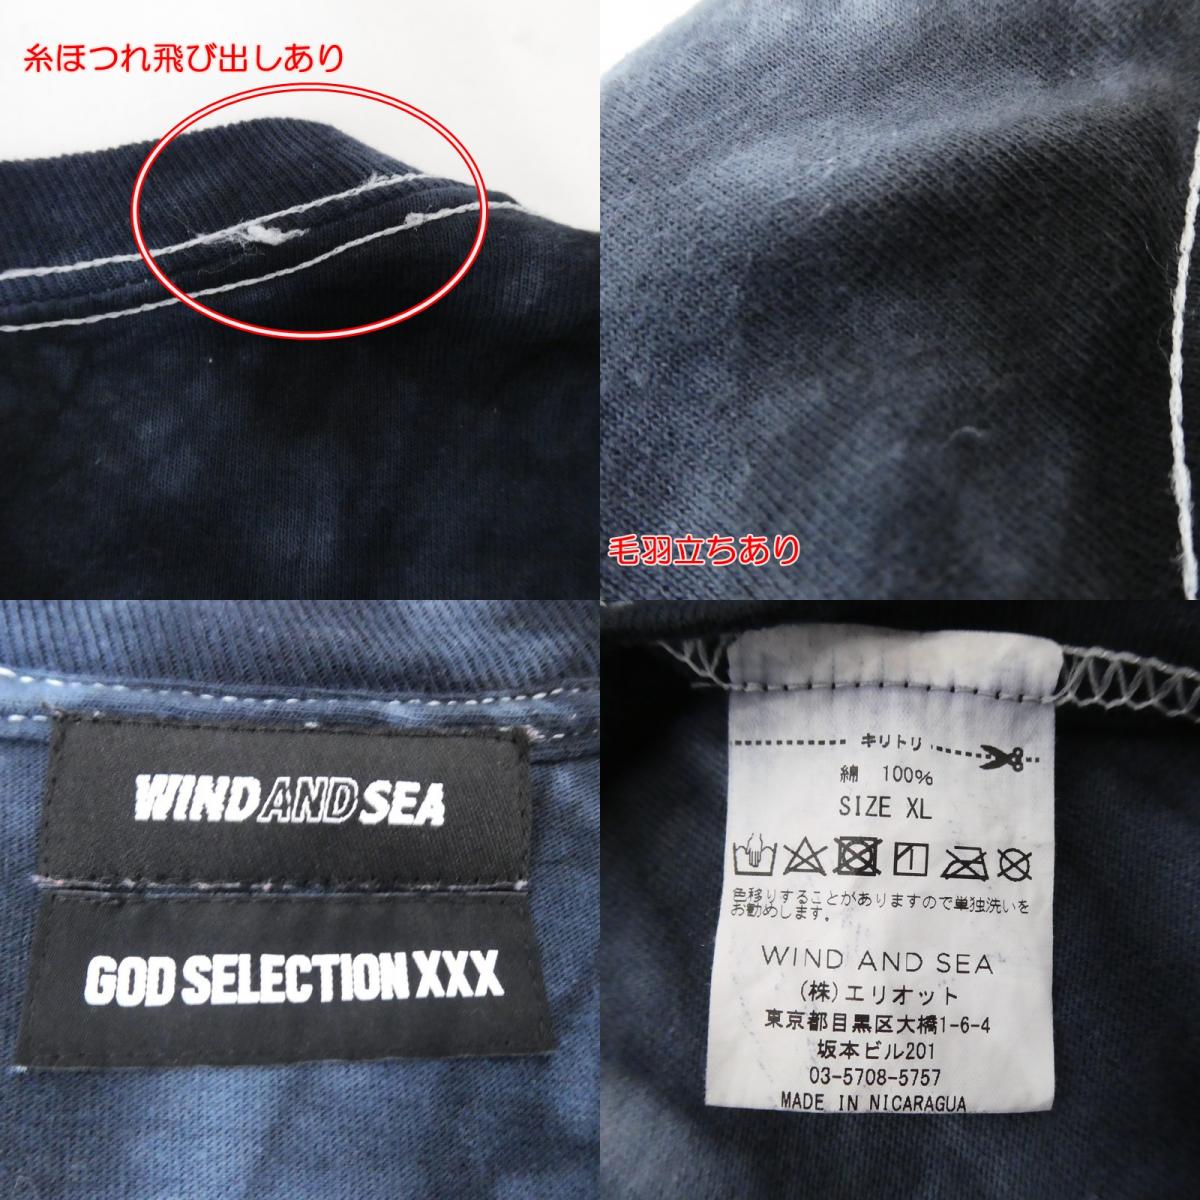 糸ほつれ飛び出しあり
毛羽立ちあり
WIND AND SEA
GOD SELECTION XXX
キリトリ
綿 100%
SIZE XL
色移りすることがありますので単独洗いを
お勧めします。
WIND AND SEA
(株)エリオット
東京都目黒区大橋1-6-4
坂本ビル201
03-5708-5757
MADE IN NICARAGUA